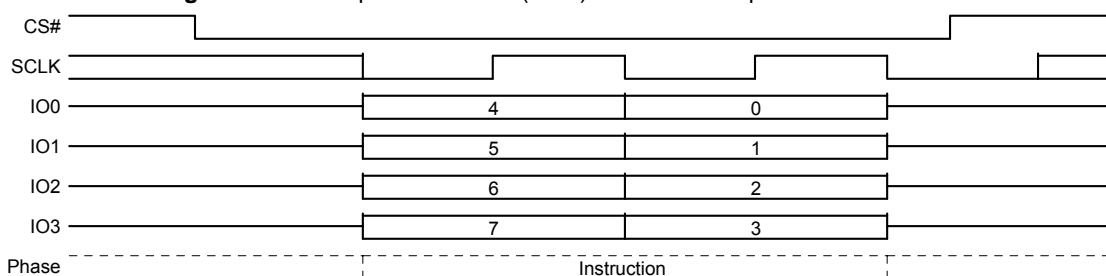 CS#
SCLK
IO0 4 0
IO1 5 1
IO2 6 2
IO3 7 3
Phase Instruction